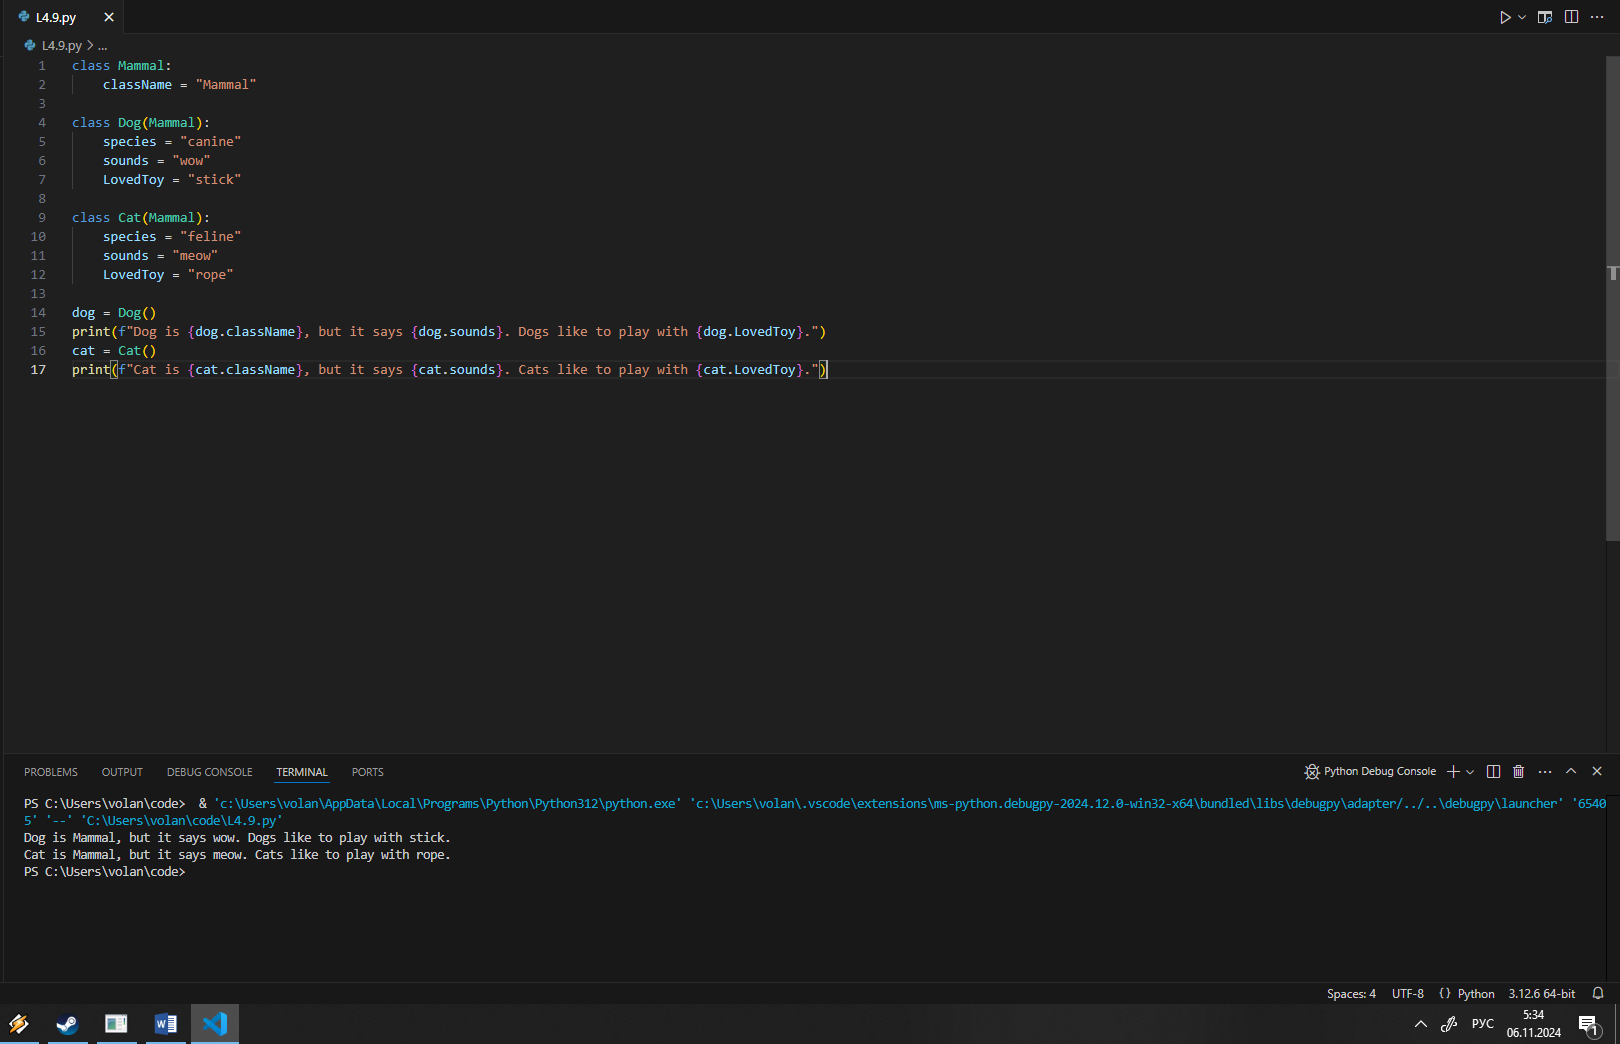 L4.9.py
L4.9.py > ...
1 class Mammal:
2     className = "Mammal"
3
4 class Dog(Mammal):
5     species = "canine"
6     sounds = "wow"
7     LovedToy = "stick"
8
9 class Cat(Mammal):
10     species = "feline"
11     sounds = "meow"
12     LovedToy = "rope"
13
14 dog = Dog()
15 print(f"Dog is {dog.className}, but it says {dog.sounds}. Dogs like to play with {dog.LovedToy}.")
16 cat = Cat()
17 print(f"Cat is {cat.className}, but it says {cat.sounds}. Cats like to play with {cat.LovedToy}.")
PROBLEMS OUTPUT DEBUG CONSOLE TERMINAL PORTS Python Debug Console
PS C:\Users\volan\code>  & 'c:\Users\volan\AppData\Local\Programs\Python\Python312\python.exe' 'c:\Users\volan\.vscode\extensions\ms-python.debugpy-2024.12.0-win32-x64\bundled\libs\debugpy\adapter/../..\debugpy\launcher' '6540
5' '--' 'C:\Users\volan\code\L4.9.py'
Dog is Mammal, but it says wow. Dogs like to play with stick.
Cat is Mammal, but it says meow. Cats like to play with rope.
PS C:\Users\volan\code>
Spaces: 4 UTF-8 {} Python 3.12.6 64-bit
РУС
5:34
06.11.2024
1